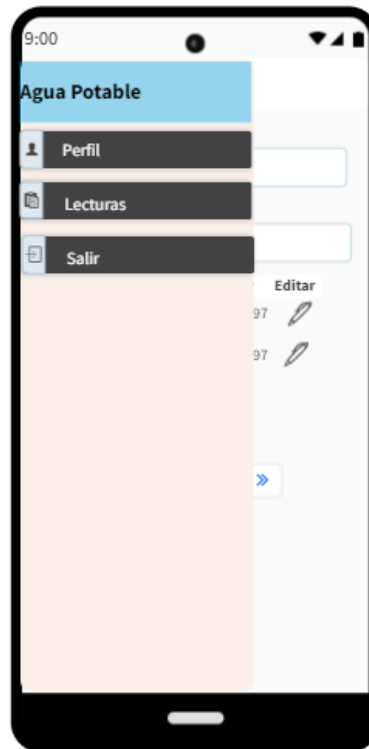 9:00
Agua Potable
Perfil
Lecturas
Salir
Editar
97
97
»